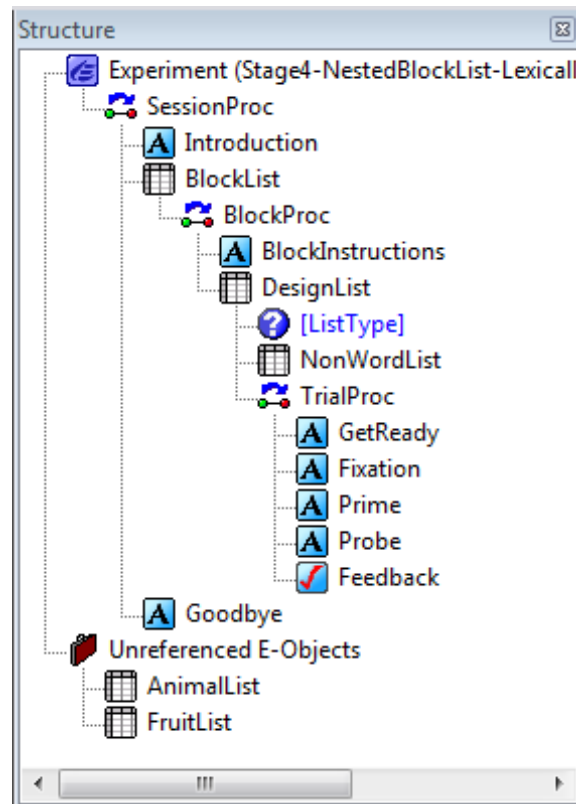 Structure
Experiment (Stage4-NestedBlockList-Lexicall
SessionProc
A Introduction
BlockList
BlockProc
A BlockInstructions
DesignList
? [ListType]
NonWordList
TrialProc
A GetReady
A Fixation
A Prime
A Probe
Feedback
A Goodbye
Unreferenced E-Objects
AnimalList
FruitList